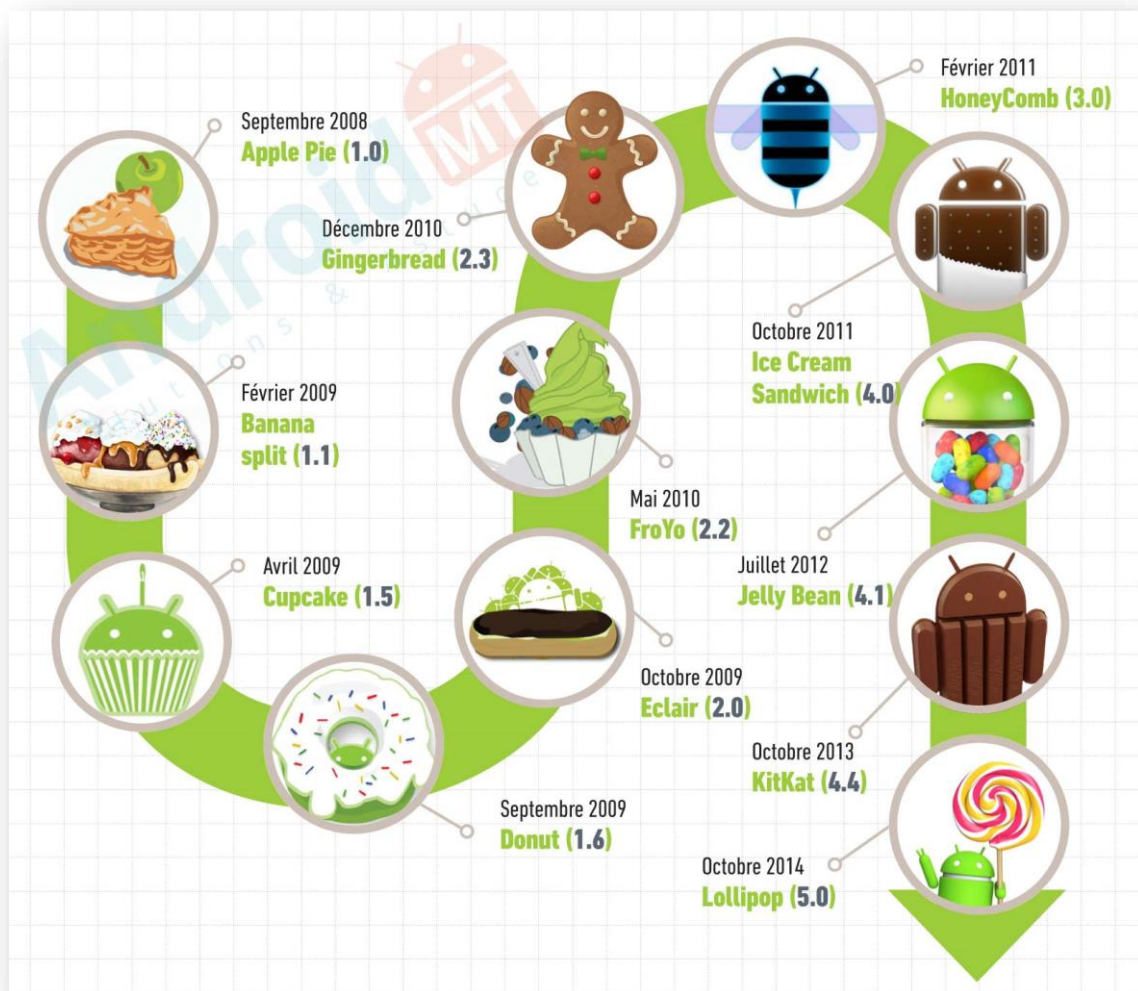 Septembre 2008
Apple Pie (1.0)
Février 2009
Banana
split (1.1)
Avril 2009
Cupcake (1.5)
Septembre 2009
Donut (1.6)
Octobre 2009
Eclair (2.0)
Mai 2010
FroYo (2.2)
Décembre 2010
Gingerbread (2.3)
Février 2011
HoneyComb (3.0)
Octobre 2011
Ice Cream
Sandwich (4.0)
Juillet 2012
Jelly Bean (4.1)
Octobre 2013
KitKat (4.4)
Octobre 2014
Lollipop (5.0)
Android MT